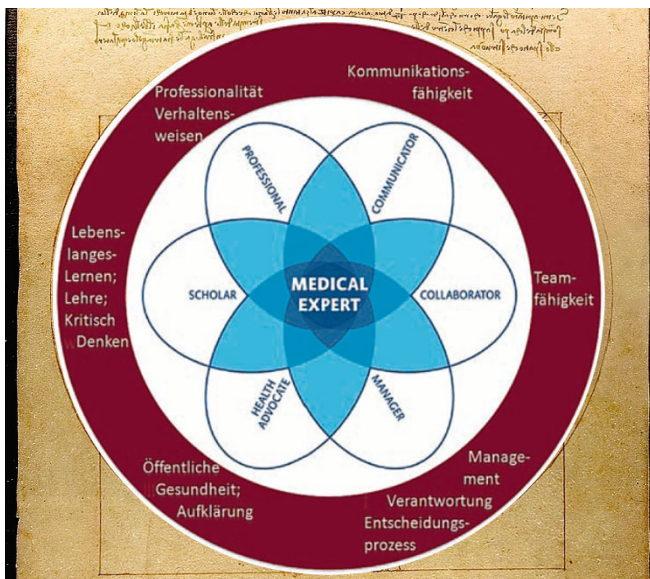 Professionalität
Verhaltens-
weisen
Kommunikations-
fähigkeit
PROFESSIONAL
COMMUNICATOR
Lebens-
langes-
Lernen;
Lehre;
Kritisch
Denken
SCHOLAR
MEDICAL
EXPERT
COLLABORATOR
Team-
fähigkeit
HEALTH
ADVOCATE
MANAGER
Öffentliche
Gesundheit;
Aufklärung
Manage-
ment
Verantwortung
Entscheidungs-
prozess